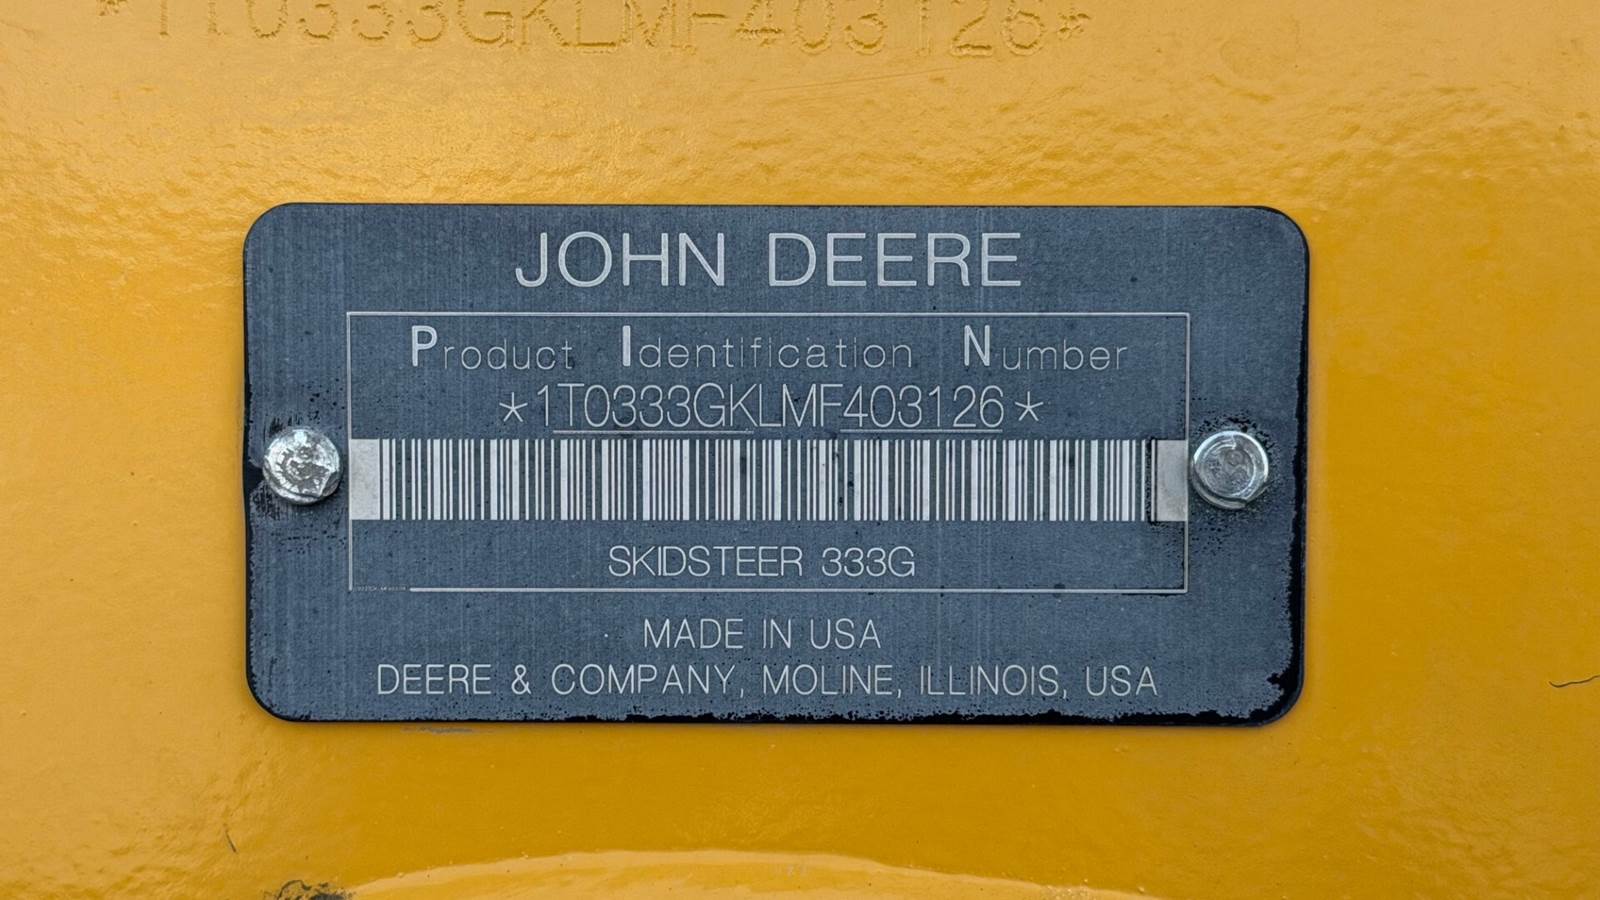 *1T0333GKLMF403126*
JOHN DEERE
Product Identification Number
*1T0333GKLMF403126*
SKIDSTEER 333G
MADE IN USA
DEERE & COMPANY, MOLINE, ILLINOIS, USA